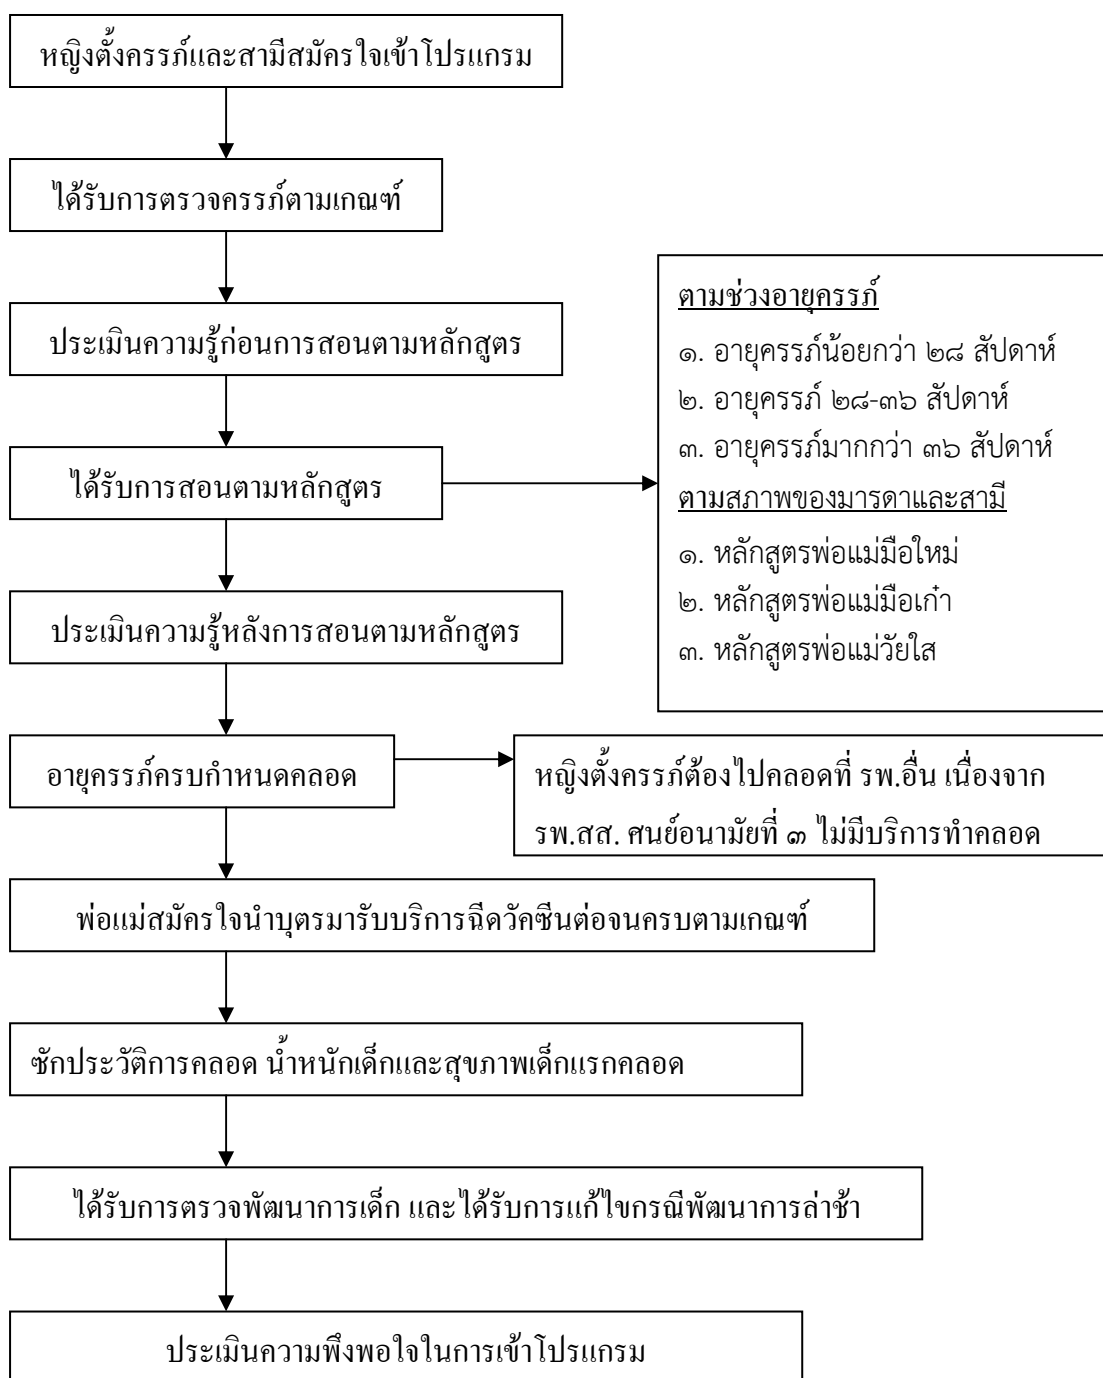 หญิงตั้งครรภ์และสามีสมัครใจเข้าโปรแกรม
ได้รับการตรวจครรภ์ตามเกณฑ์
ประเมินความรู้ก่อนการสอนตามหลักสูตร
ได้รับการสอนตามหลักสูตร
ตามช่วงอายุครรภ์
๑. อายุครรภ์น้อยกว่า ๒๘ สัปดาห์
๒. อายุครรภ์ ๒๘-๓๖ สัปดาห์
๓. อายุครรภ์มากกว่า ๓๖ สัปดาห์
ตามสภาพของมารดาและสามี
๑. หลักสูตรพ่อแม่มือใหม่
๒. หลักสูตรพ่อแม่มือเก๋า
๓. หลักสูตรพ่อแม่วัยใส
ประเมินความรู้หลังการสอนตามหลักสูตร
อายุครรภ์ครบกำหนดคลอด
หญิงตั้งครรภ์ต้องไปคลอดที่ รพ.อื่น เนื่องจาก
รพ.สส. ศนย์อนามัยที่ ๓ ไม่มีบริการทำคลอด
พ่อแม่สมัครใจนำบุตรมารับบริการฉีดวัคซีนต่อจนครบตามเกณฑ์
ซักประวัติการคลอด น้ำหนักเด็กและสุขภาพเด็กแรกคลอด
ได้รับการตรวจพัฒนาการเด็ก และได้รับการแก้ไขกรณีพัฒนาการล่าช้า
ประเมินความพึงพอใจในการเข้าโปรแกรม